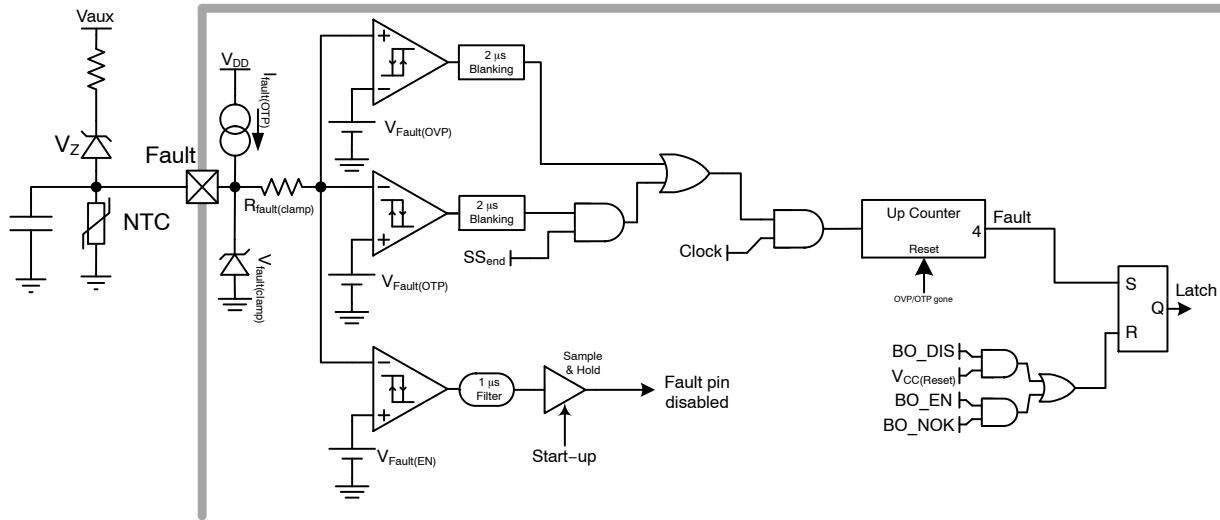 Vaux
V_Z
Fault
NTC
V_DD
I_fault(OTP)
R_fault(clamp)
V_fault(clamp)
+
−
2 μs
Blanking
V_Fault(OVP)
−
+
2 μs
Blanking
SS_end
V_Fault(OTP)
−
+
1 μs
Filter
Sample
& Hold
Start−up
Fault pin
disabled
V_Fault(EN)
Clock
Up Counter
4
Reset
Fault
OVP/OTP gone
BO_DIS
V_CC(Reset)
BO_EN
BO_NOK
S
R
Q
Latch